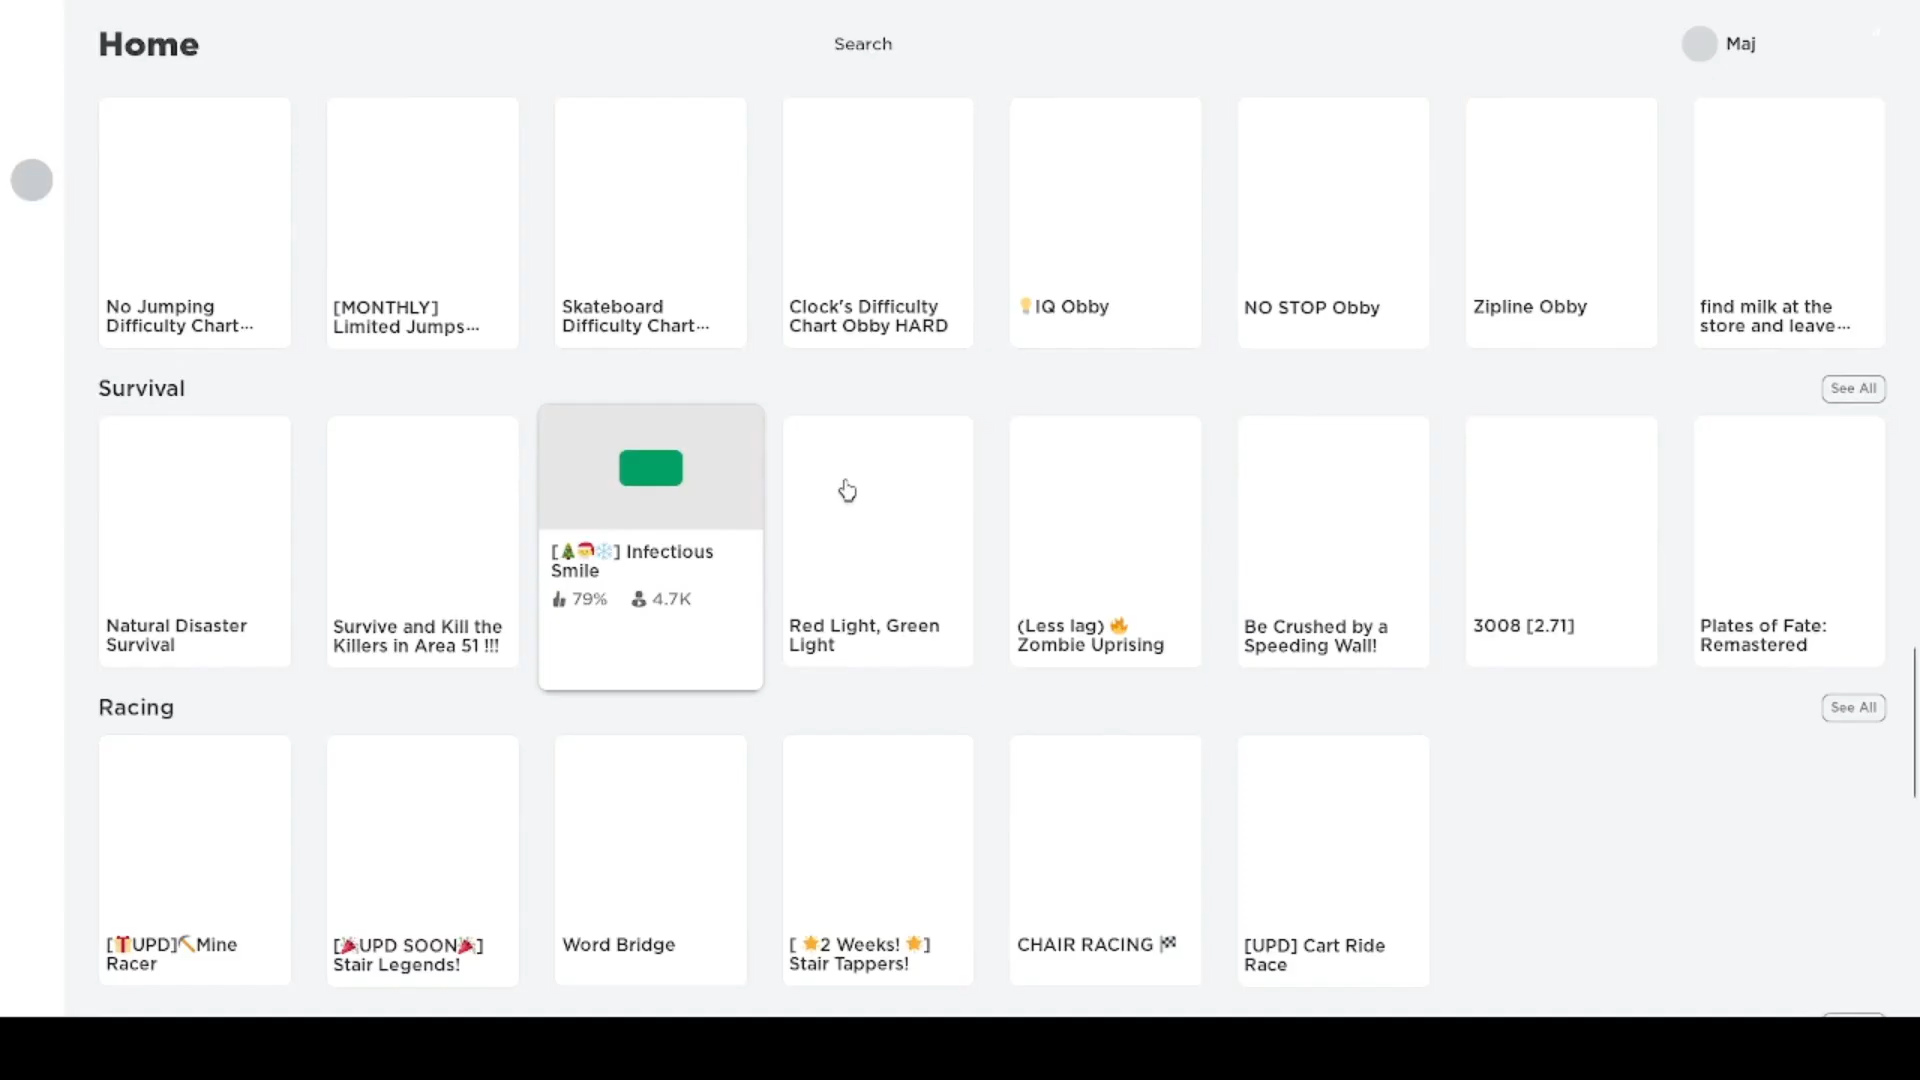 Home
Search
Maj
No Jumping
Difficulty Chart...
[MONTHLY]
Limited Jumps...
Skateboard
Difficulty Chart...
Clock's Difficulty
Chart Obby HARD
💡IQ Obby
NO STOP Obby
Zipline Obby
find milk at the
store and leave...
Survival
See All
Natural Disaster
Survival
Survive and Kill the
Killers in Area 51 !!!
[🎄🎅❄️] Infectious
Smile
79% 4.7K
Red Light, Green
Light
(Less lag) 🔥
Zombie Uprising
Be Crushed by a
Speeding Wall!
3008 [2.71]
Plates of Fate:
Remastered
Racing
See All
[🎁UPD]⛏️Mine
Racer
[🎉UPD SOON🎉]
Stair Legends!
Word Bridge
[ 🌟2 Weeks! 🌟]
Stair Tappers!
CHAIR RACING 🏁
[UPD] Cart Ride
Race